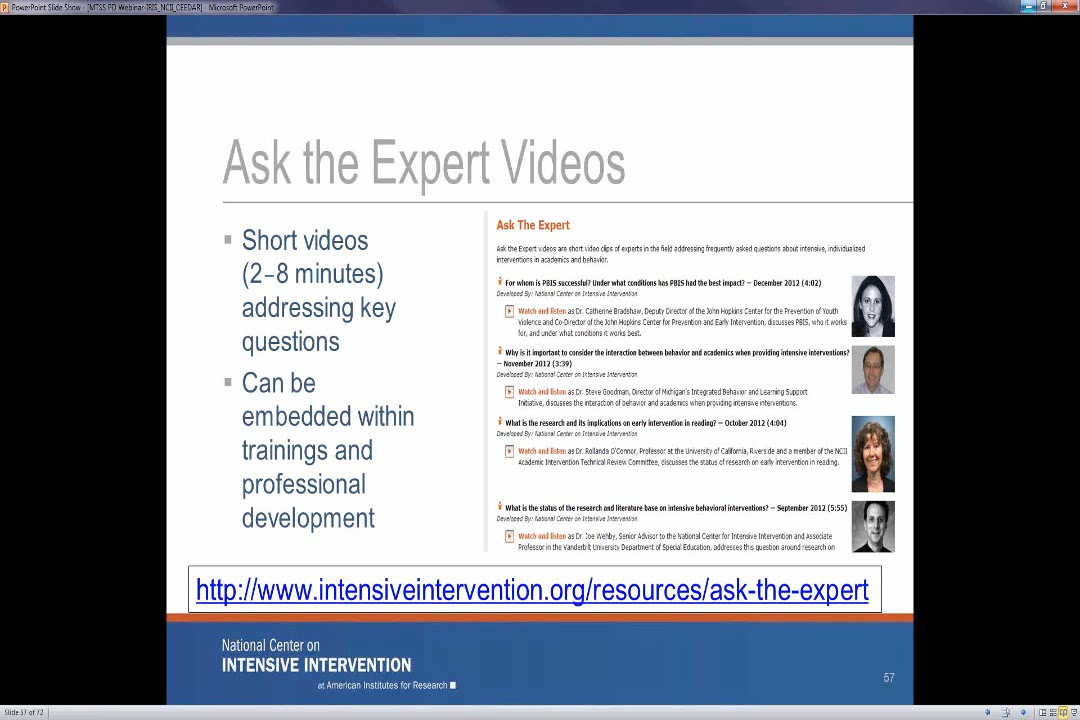 PowerPoint Slide Show - [MTSS PD Webinar-IRIS_NCII_CEEDAR] - Microsoft PowerPoint
Ask the Expert Videos
Short videos
(2–8 minutes)
addressing key
questions
Can be
embedded within
trainings and
professional
development
Ask The Expert
Ask the Expert videos are short video clips of experts in the field addressing frequently asked questions about intensive, individualized
interventions in academics and behavior.
For whom is PBIS successful? Under what conditions has PBIS had the best impact? — December 2012 (4:02)
Developed By: National Center on Intensive Intervention
Watch and listen as Dr. Catherine Bradshaw, Deputy Director of the John Hopkins Center for the Prevention of Youth
Violence and Co-Director of the John Hopkins Center for Prevention and Early Intervention, discusses PBIS, who it works
for, and under what conditions it works best.
Why is it important to consider the interaction between behavior and academics when providing intensive interventions?
— November 2012 (3:39)
Developed By: National Center on Intensive Intervention
Watch and listen as Dr. Steve Goodman, Director of Michigan's Integrated Behavior and Learning Support
Initiative, discusses the interaction of behavior and academics when providing intensive interventions.
What is the research and its implications on early intervention in reading? — October 2012 (4:04)
Developed By: National Center on Intensive Intervention
Watch and listen as Dr. Rollanda O'Connor, Professor at the University of California, Riverside and a member of the NCII
Academic Intervention Technical Review Committee, discusses the status of research on early intervention in reading.
What is the status of the research and literature base on intensive behavioral interventions? — September 2012 (5:55)
Developed By: National Center on Intensive Intervention
Watch and listen as Dr. Joe Wehby, Senior Advisor to the National Center for Intensive Intervention and Associate
Professor in the Vanderbilt University Department of Special Education, addresses this question around research on
http://www.intensiveintervention.org/resources/ask-the-expert
National Center on
INTENSIVE INTERVENTION
at American Institutes for Research
57
Slide 57 of 72